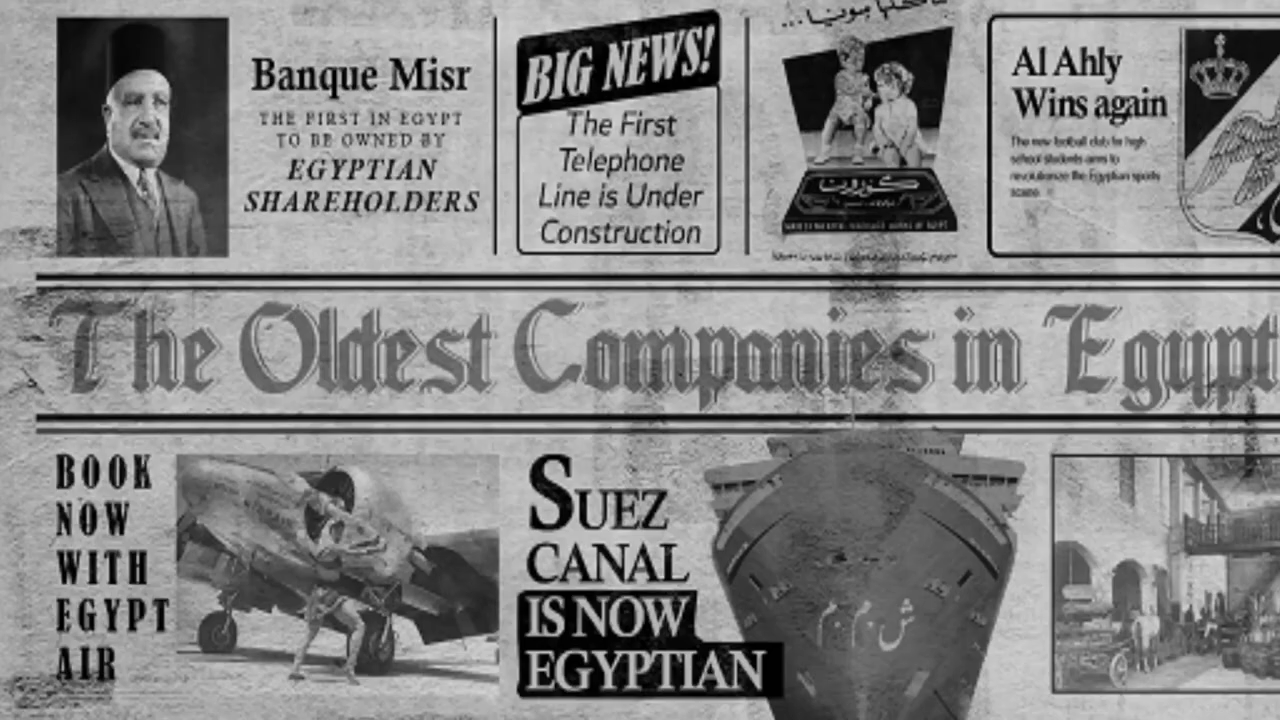 Banque Misr
THE FIRST IN EGYPT
TO BE OWNED BY
EGYPTIAN
SHAREHOLDERS
BIG NEWS!
The First
Telephone
Line is Under
Construction
Al Ahly
Wins again
The new football club for high
school students aims to
revolutionize the Egyptian sports
scene
The Oldest Companies in Egypt
BOOK
NOW
WITH
EGYPT
AIR
SUEZ
CANAL
IS NOW
EGYPTIAN
ش.م.م